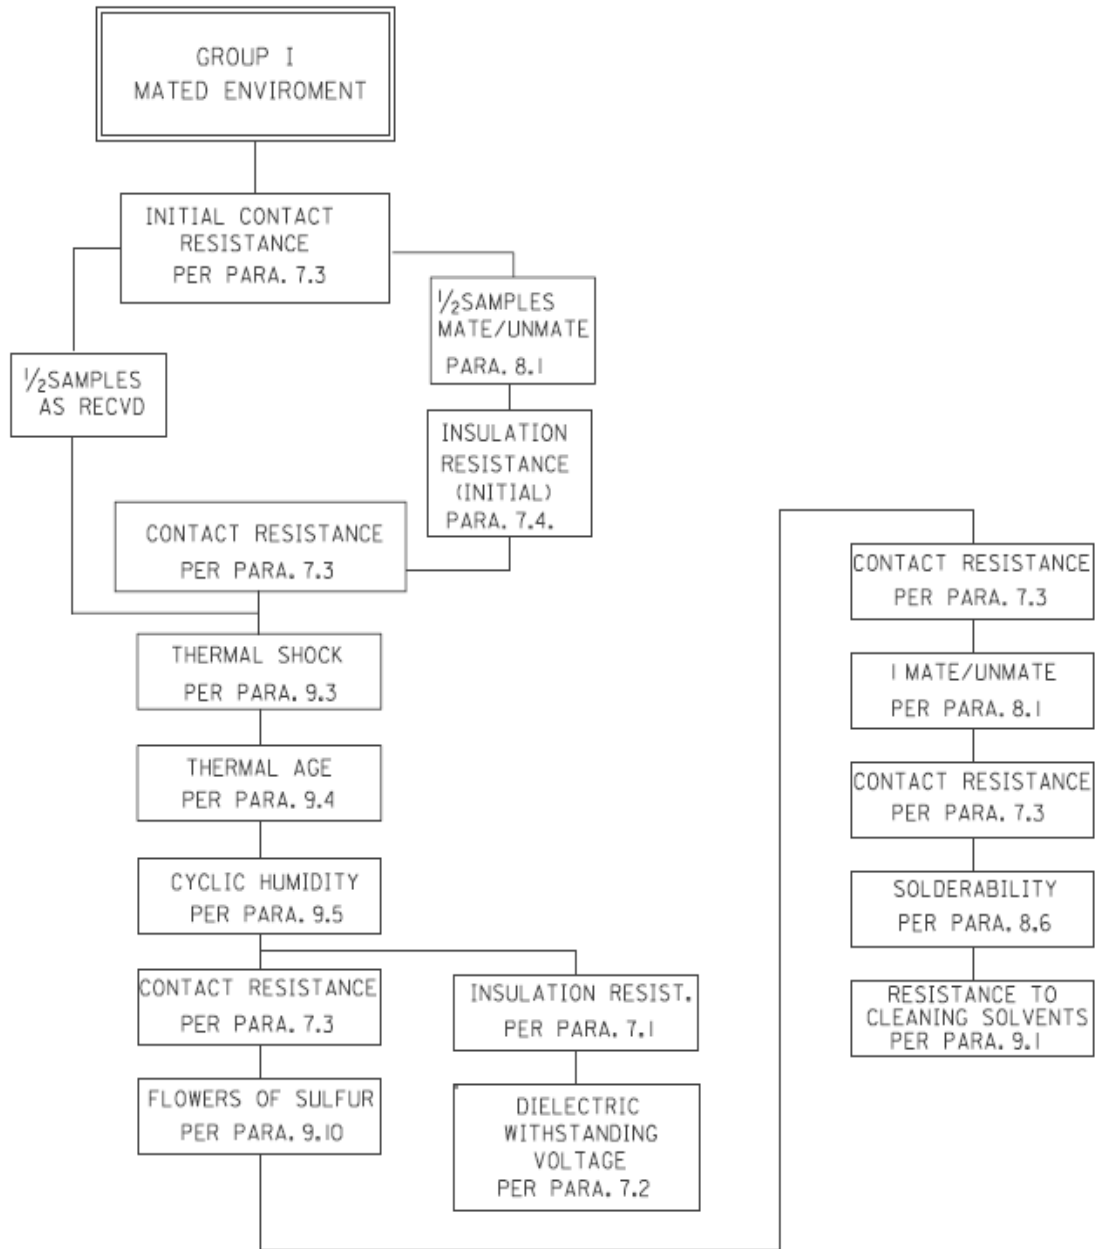 GROUP I
MATED ENVIROMENT
INITIAL CONTACT
RESISTANCE
PER PARA. 7.3
1/2 SAMPLES
MATE/UNMATE
PARA. 8.1
1/2 SAMPLES
AS RECVD
INSULATION
RESISTANCE
(INITIAL)
PARA. 7.4.
CONTACT RESISTANCE
PER PARA. 7.3
THERMAL SHOCK
PER PARA. 9.3
THERMAL AGE
PER PARA. 9.4
CYCLIC HUMIDITY
PER PARA. 9.5
CONTACT RESISTANCE
PER PARA. 7.3
INSULATION RESIST.
PER PARA. 7.1
FLOWERS OF SULFUR
PER PARA. 9.10
DIELECTRIC
WITHSTANDING
VOLTAGE
PER PARA. 7.2
CONTACT RESISTANCE
PER PARA. 7.3
1 MATE/UNMATE
PER PARA. 8.1
CONTACT RESISTANCE
PER PARA. 7.3
SOLDERABILITY
PER PARA. 8.6
RESISTANCE TO
CLEANING SOLVENTS
PER PARA. 9.1